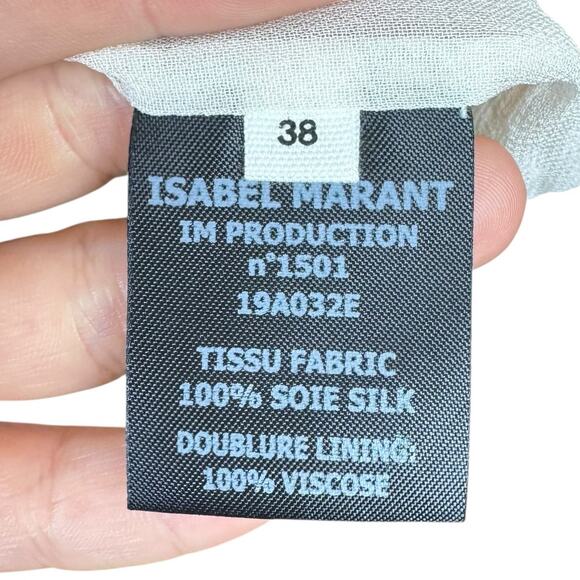 38
ISABEL MARANT
IM PRODUCTION
n°1501
19A032E
TISSU FABRIC
100% SOIE SILK
DOUBLURE LINING:
100% VISCOSE